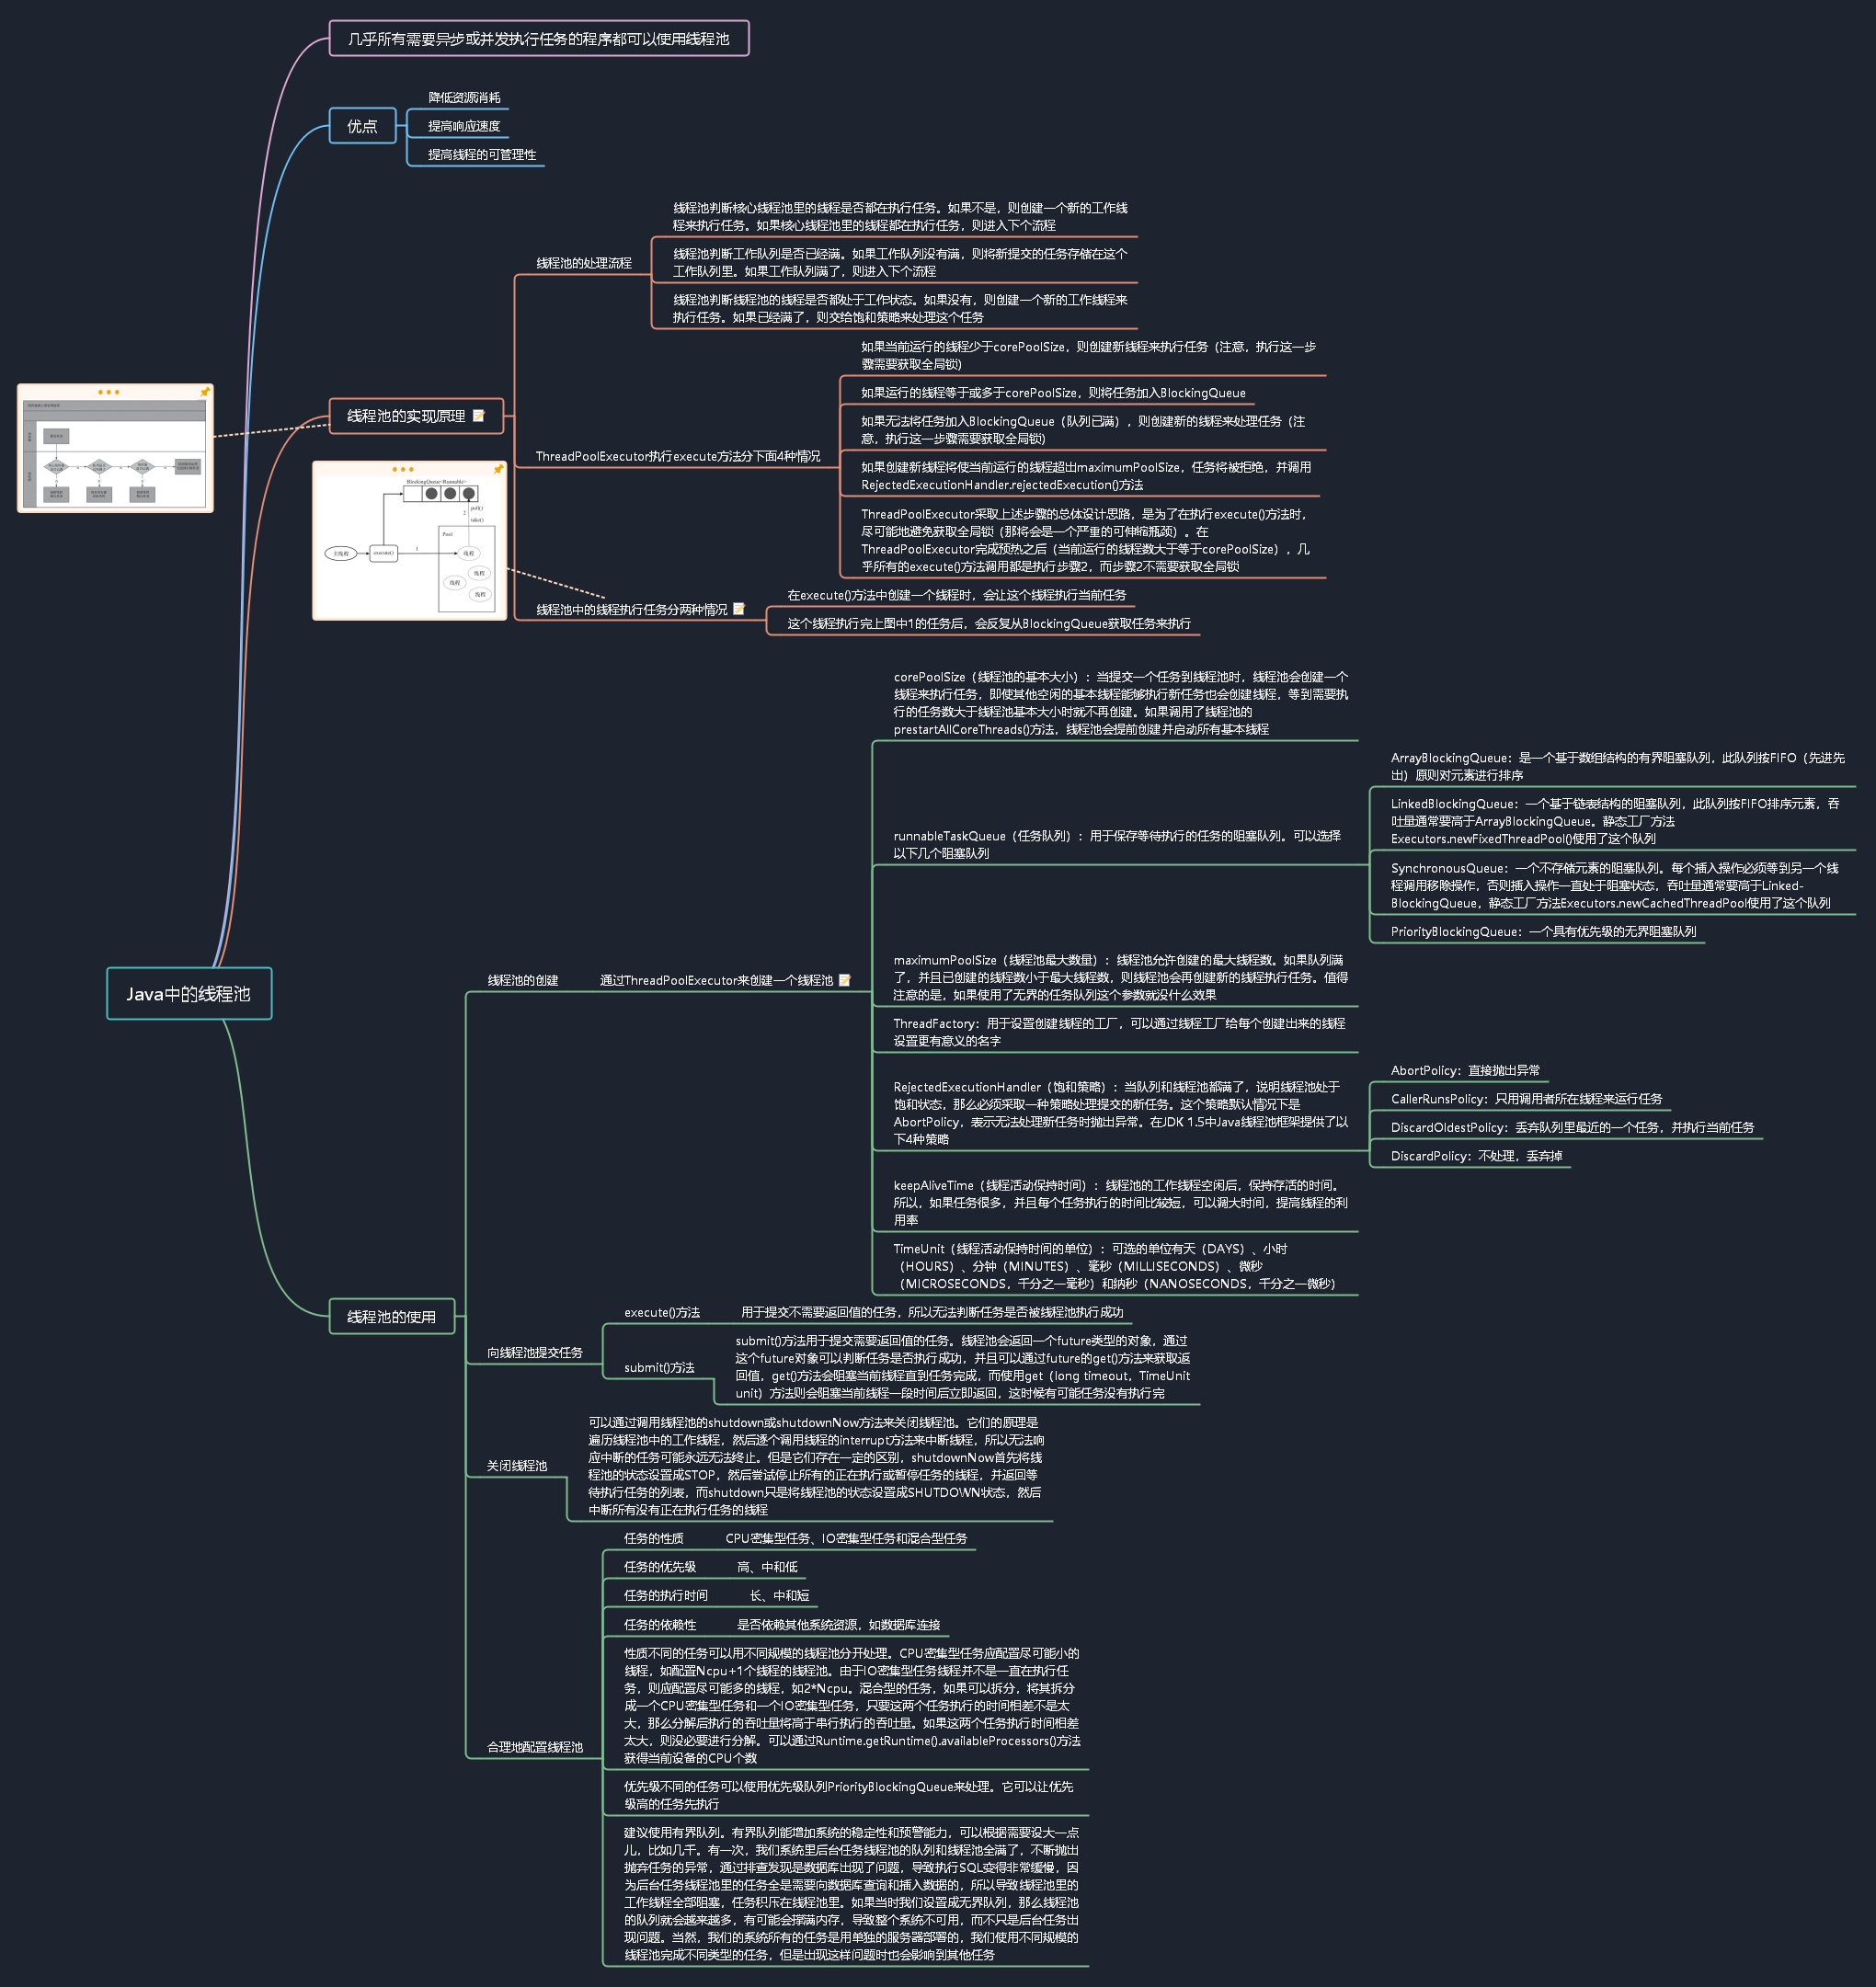 几乎所有需要异步或并发执行任务的程序都可以使用线程池
优点
降低资源消耗
提高响应速度
提高线程的可管理性
线程池的实现原理
线程池的处理流程
线程池判断核心线程池里的线程是否都在执行任务。如果不是，则创建一个新的工作线
程来执行任务。如果核心线程池里的线程都在执行任务，则进入下个流程
线程池判断工作队列是否已经满。如果工作队列没有满，则将新提交的任务存储在这个
工作队列里。如果工作队列满了，则进入下个流程
线程池判断线程池的线程是否都处于工作状态。如果没有，则创建一个新的工作线程来
执行任务。如果已经满了，则交给饱和策略来处理这个任务
ThreadPoolExecutor执行execute方法分下面4种情况
如果当前运行的线程少于corePoolSize，则创建新线程来执行任务（注意，执行这一步
骤需要获取全局锁)
如果运行的线程等于或多于corePoolSize，则将任务加入BlockingQueue
如果无法将任务加入BlockingQueue（队列已满），则创建新的线程来处理任务（注
意，执行这一步骤需要获取全局锁)
如果创建新线程将使当前运行的线程超出maximumPoolSize，任务将被拒绝，并调用
RejectedExecutionHandler.rejectedExecution()方法
ThreadPoolExecutor采取上述步骤的总体设计思路，是为了在执行execute()方法时，
尽可能地避免获取全局锁（那将会是一个严重的可伸缩瓶颈）。在
ThreadPoolExecutor完成预热之后（当前运行的线程数大于等于corePoolSize），几
乎所有的execute()方法调用都是执行步骤2，而步骤2不需要获取全局锁
BlockingQueue<Runnable>
poll()
2
take()
Pool
主线程
execute()
1
线程
线程
线程
线程
线程池中的线程执行任务分两种情况
在execute()方法中创建一个线程时，会让这个线程执行当前任务
这个线程执行完上图中1的任务后，会反复从BlockingQueue获取任务来执行
Java中的线程池
线程池的使用
线程池的创建
通过ThreadPoolExecutor来创建一个线程池
corePoolSize（线程池的基本大小）：当提交一个任务到线程池时，线程池会创建一个
线程来执行任务，即使其他空闲的基本线程能够执行新任务也会创建线程，等到需要执
行的任务数大于线程池基本大小时就不再创建。如果调用了线程池的
prestartAllCoreThreads()方法，线程池会提前创建并启动所有基本线程
runnableTaskQueue（任务队列）：用于保存等待执行的任务的阻塞队列。可以选择
以下几个阻塞队列
ArrayBlockingQueue：是一个基于数组结构的有界阻塞队列，此队列按FIFO（先进先
出）原则对元素进行排序
LinkedBlockingQueue：一个基于链表结构的阻塞队列，此队列按FIFO排序元素，吞
吐量通常要高于ArrayBlockingQueue。静态工厂方法
Executors.newFixedThreadPool()使用了这个队列
SynchronousQueue：一个不存储元素的阻塞队列。每个插入操作必须等到另一个线
程调用移除操作，否则插入操作一直处于阻塞状态，吞吐量通常要高于Linked-
BlockingQueue，静态工厂方法Executors.newCachedThreadPool使用了这个队列
PriorityBlockingQueue：一个具有优先级的无界阻塞队列
maximumPoolSize（线程池最大数量）：线程池允许创建的最大线程数。如果队列满
了，并且已创建的线程数小于最大线程数，则线程池会再创建新的线程执行任务。值得
注意的是，如果使用了无界的任务队列这个参数就没什么效果
ThreadFactory：用于设置创建线程的工厂，可以通过线程工厂给每个创建出来的线程
设置更有意义的名字
RejectedExecutionHandler（饱和策略）：当队列和线程池都满了，说明线程池处于
饱和状态，那么必须采取一种策略处理提交的新任务。这个策略默认情况下是
AbortPolicy，表示无法处理新任务时抛出异常。在JDK 1.5中Java线程池框架提供了以
下4种策略
AbortPolicy：直接抛出异常
CallerRunsPolicy：只用调用者所在线程来运行任务
DiscardOldestPolicy：丢弃队列里最近的一个任务，并执行当前任务
DiscardPolicy：不处理，丢弃掉
keepAliveTime（线程活动保持时间）：线程池的工作线程空闲后，保持存活的时间。
所以，如果任务很多，并且每个任务执行的时间比较短，可以调大时间，提高线程的利
用率
TimeUnit（线程活动保持时间的单位）：可选的单位有天（DAYS）、小时
（HOURS）、分钟（MINUTES）、毫秒（MILLISECONDS）、微秒
（MICROSECONDS，千分之一毫秒）和纳秒（NANOSECONDS，千分之一微秒）
向线程池提交任务
execute()方法
用于提交不需要返回值的任务，所以无法判断任务是否被线程池执行成功
submit()方法
submit()方法用于提交需要返回值的任务。线程池会返回一个future类型的对象，通过
这个future对象可以判断任务是否执行成功，并且可以通过future的get()方法来获取返
回值，get()方法会阻塞当前线程直到任务完成，而使用get（long timeout，TimeUnit
unit）方法则会阻塞当前线程一段时间后立即返回，这时候有可能任务没有执行完
关闭线程池
可以通过调用线程池的shutdown或shutdownNow方法来关闭线程池。它们的原理是
遍历线程池中的工作线程，然后逐个调用线程的interrupt方法来中断线程，所以无法响
应中断的任务可能永远无法终止。但是它们存在一定的区别，shutdownNow首先将线
程池的状态设置成STOP，然后尝试停止所有的正在执行或暂停任务的线程，并返回等
待执行任务的列表，而shutdown只是将线程池的状态设置成SHUTDOWN状态，然后
中断所有没有正在执行任务的线程
合理地配置线程池
任务的性质
CPU密集型任务、IO密集型任务和混合型任务
任务的优先级
高、中和低
任务的执行时间
长、中和短
任务的依赖性
是否依赖其他系统资源，如数据库连接
性质不同的任务可以用不同规模的线程池分开处理。CPU密集型任务应配置尽可能小的
线程，如配置Ncpu+1个线程的线程池。由于IO密集型任务线程并不是一直在执行任
务，则应配置尽可能多的线程，如2*Ncpu。混合型的任务，如果可以拆分，将其拆分
成一个CPU密集型任务和一个IO密集型任务，只要这两个任务执行的时间相差不是太
大，那么分解后执行的吞吐量将高于串行执行的吞吐量。如果这两个任务执行时间相差
太大，则没必要进行分解。可以通过Runtime.getRuntime().availableProcessors()方法
获得当前设备的CPU个数
优先级不同的任务可以使用优先级队列PriorityBlockingQueue来处理。它可以让优先
级高的任务先执行
建议使用有界队列。有界队列能增加系统的稳定性和预警能力，可以根据需要设大一点
儿，比如几千。有一次，我们系统里后台任务线程池的队列和线程池全满了，不断抛出
抛弃任务的异常，通过排查发现是数据库出现了问题，导致执行SQL变得非常缓慢，因
为后台任务线程池里的任务全是需要向数据库查询和插入数据的，所以导致线程池里的
工作线程全部阻塞，任务积压在线程池里。如果当时我们设置成无界队列，那么线程池
的队列就会越来越多，有可能会撑满内存，导致整个系统不可用，而不只是后台任务出
现问题。当然，我们的系统所有的任务是用单独的服务器部署的，我们使用不同规模的
线程池完成不同类型的任务，但是出现这样问题时也会影响到其他任务